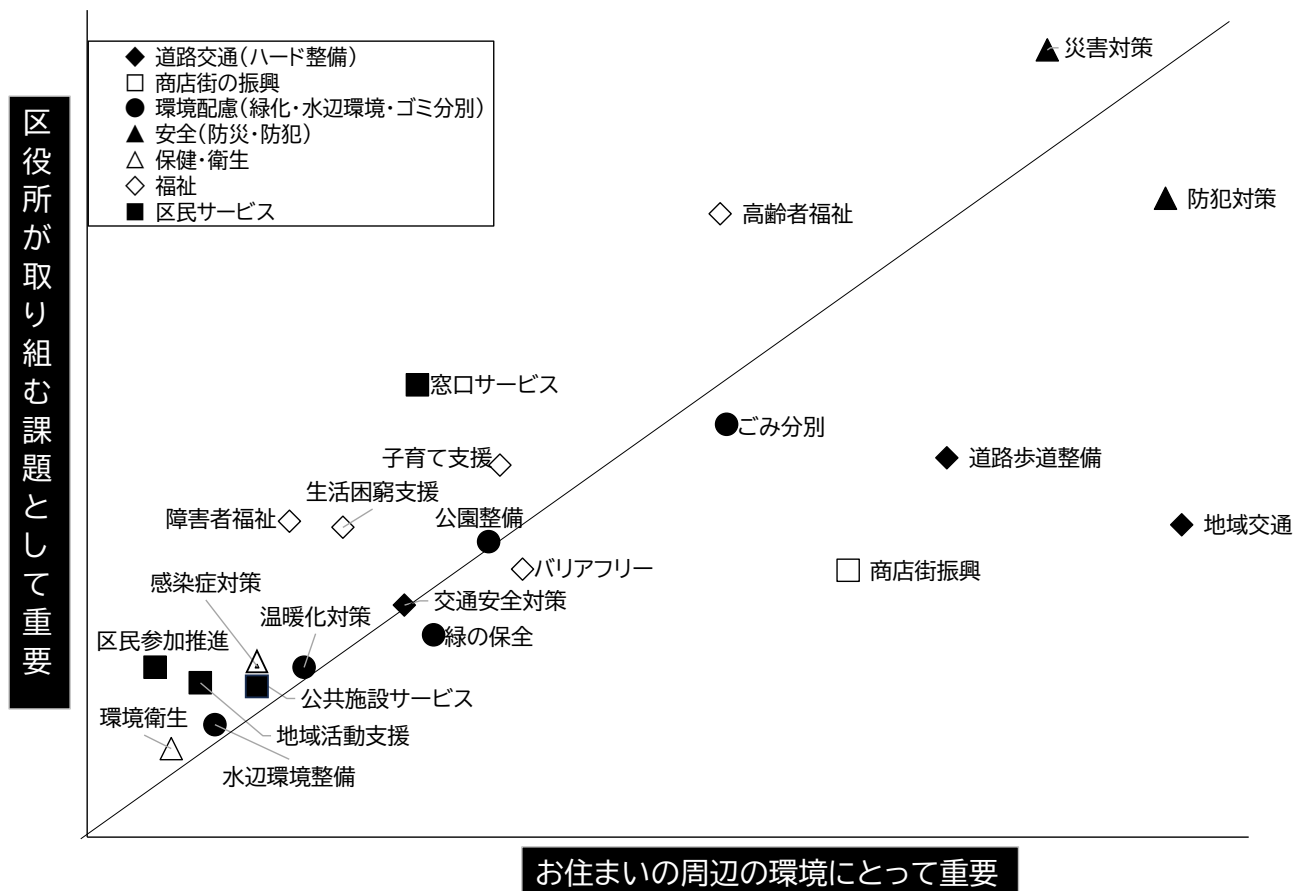 ◆ 道路交通(ハード整備)
□ 商店街の振興
● 環境配慮(緑化・水辺環境・ゴミ分別)
▲ 安全(防災・防犯)
△ 保健・衛生
◇ 福祉
■ 区民サービス
区役所が取り組む課題として重要
災害対策
防犯対策
高齢者福祉
窓口サービス
ごみ分別
子育て支援
道路歩道整備
生活困窮支援
障害者福祉
公園整備
地域交通
バリアフリー
商店街振興
感染症対策
交通安全対策
温暖化対策
緑の保全
区民参加推進
公共施設サービス
環境衛生
地域活動支援
水辺環境整備
お住まいの周辺の環境にとって重要